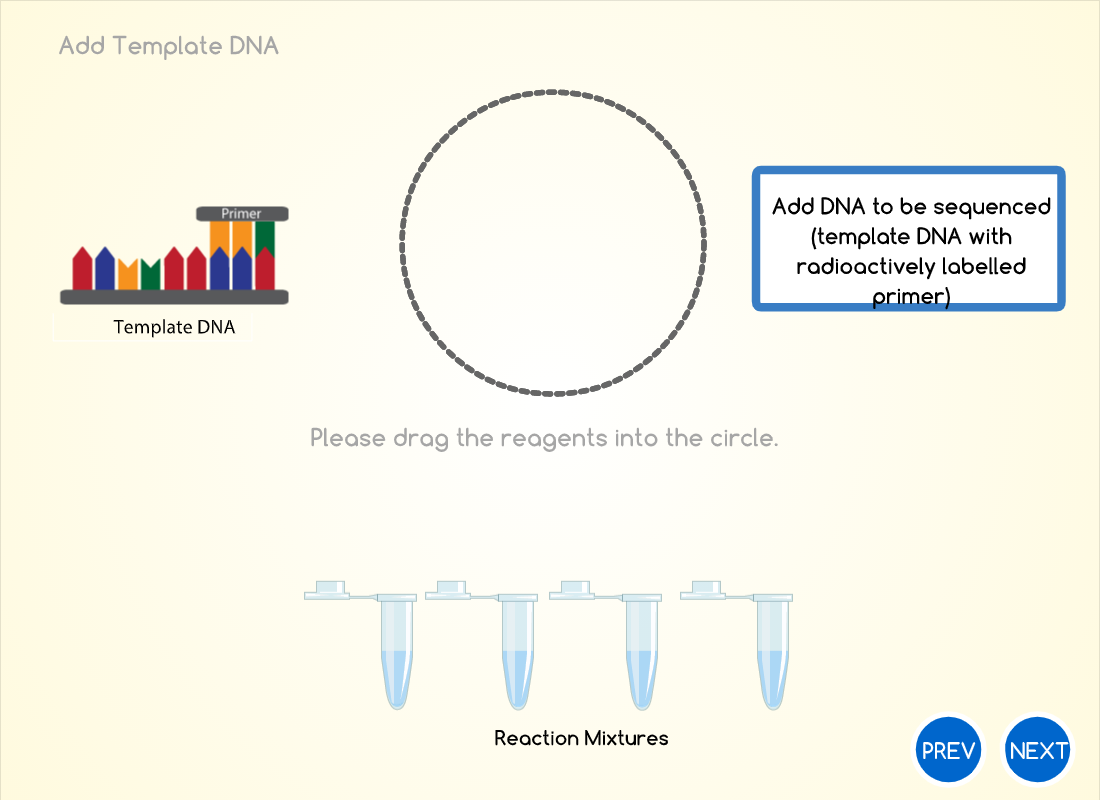 Add Template DNA
Primer
Template DNA
Add DNA to be sequenced
(template DNA with
radioactively labelled
primer)
Please drag the reagents into the circle.
Reaction Mixtures
PREV
NEXT